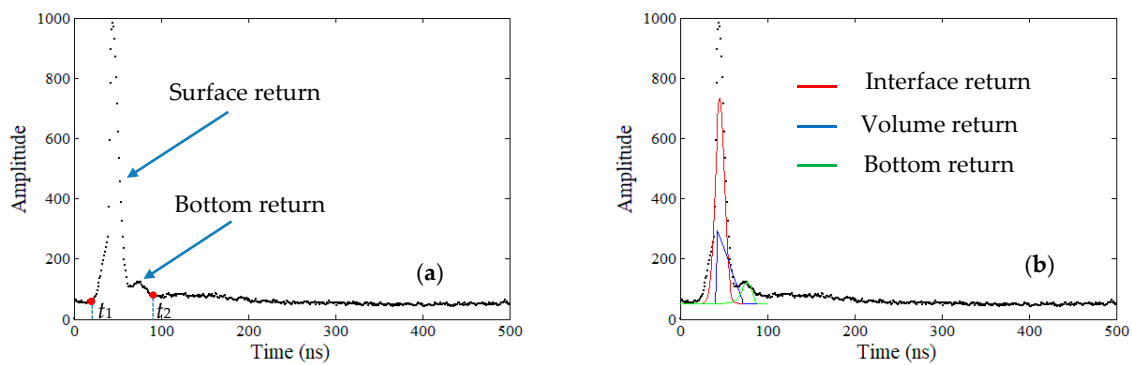 1000
800
600
400
200
0
Amplitude
Surface return
Bottom return
(a)
t1
t2
0
100
200
300
400
500
Time (ns)
1000
800
600
400
200
0
Amplitude
Interface return
Volume return
Bottom return
(b)
0
100
200
300
400
500
Time (ns)